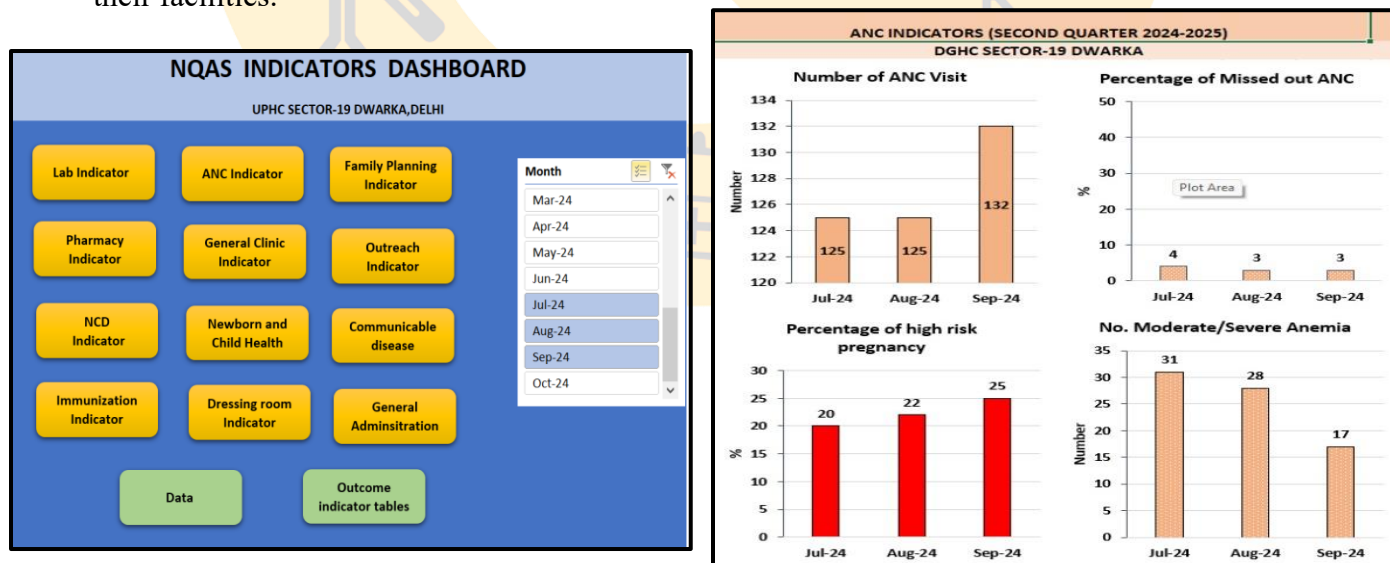 their facilities.
NQAS INDICATORS DASHBOARD
UPHC SECTOR-19 DWARKA,DELHI
Lab Indicator
ANC Indicator
Family Planning
Indicator
Pharmacy
Indicator
General Clinic
Indicator
Outreach
Indicator
NCD
Indicator
Newborn and
Child Health
Communicable
disease
Immunization
Indicator
Dressing room
Indicator
General
Adminsitration
Data
Outcome
indicator tables
Month
Mar-24
Apr-24
May-24
Jun-24
Jul-24
Aug-24
Sep-24
Oct-24
ANC INDICATORS (SECOND QUARTER 2024-2025)
DGHC SECTOR-19 DWARKA
Number of ANC Visit
Number
134
132
130
128
126
124
122
120
125
125
132
Jul-24
Aug-24
Sep-24
Percentage of Missed out ANC
%
50
40
30
20
10
0
Plot Area
4
3
3
Jul-24
Aug-24
Sep-24
Percentage of high risk
pregnancy
%
30
25
20
15
10
5
0
20
22
25
Jul-24
Aug-24
Sep-24
No. Moderate/Severe Anemia
Number
35
30
25
20
15
10
5
0
31
28
17
Jul-24
Aug-24
Sep-24